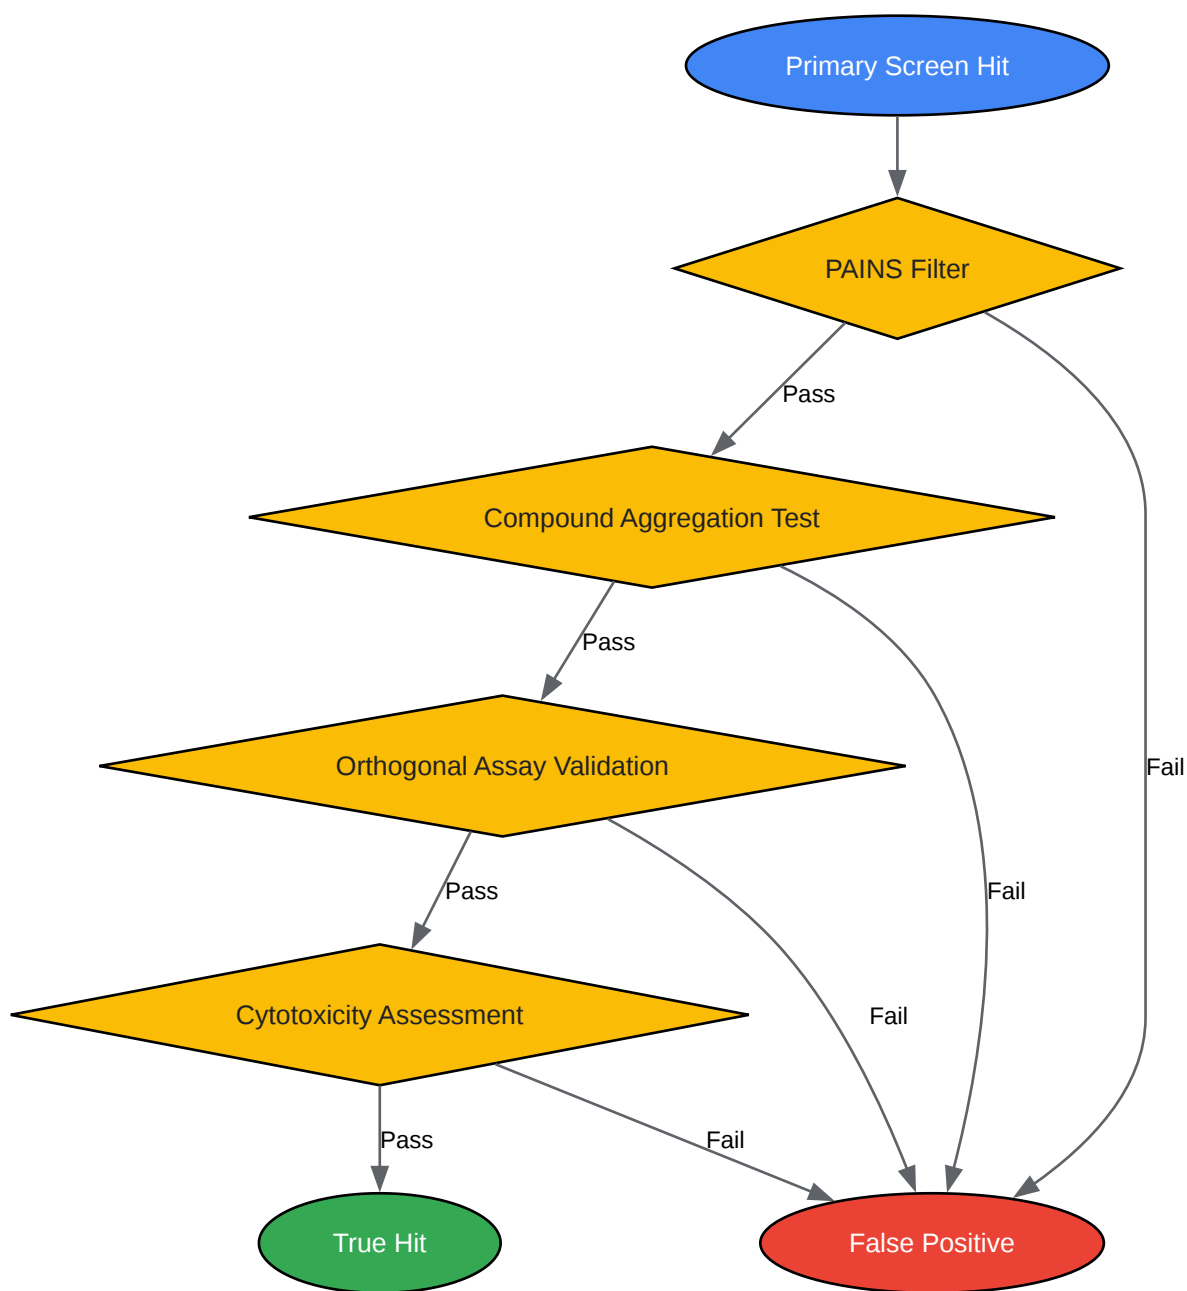 Primary Screen Hit
PAINS Filter
Pass
Compound Aggregation Test
Pass
Orthogonal Assay Validation
Fail
Pass
Fail
Cytotoxicity Assessment
Fail
Pass
Fail
True Hit
False Positive